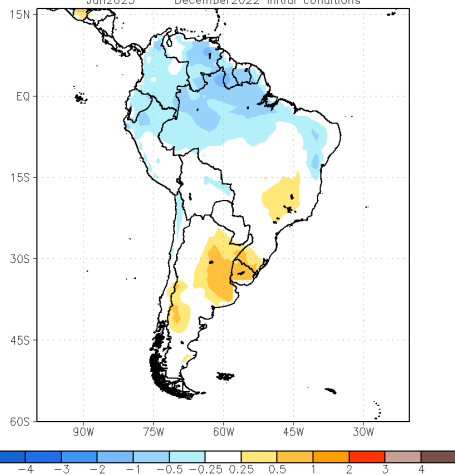 Jan2023 December2022 initial conditions
15N
EQ
15S
30S
45S
60S
90W 75W 60W 45W 30W
-4 -3 -2 -1 -0.5 -0.25 0.25 0.5 1 2 3 4